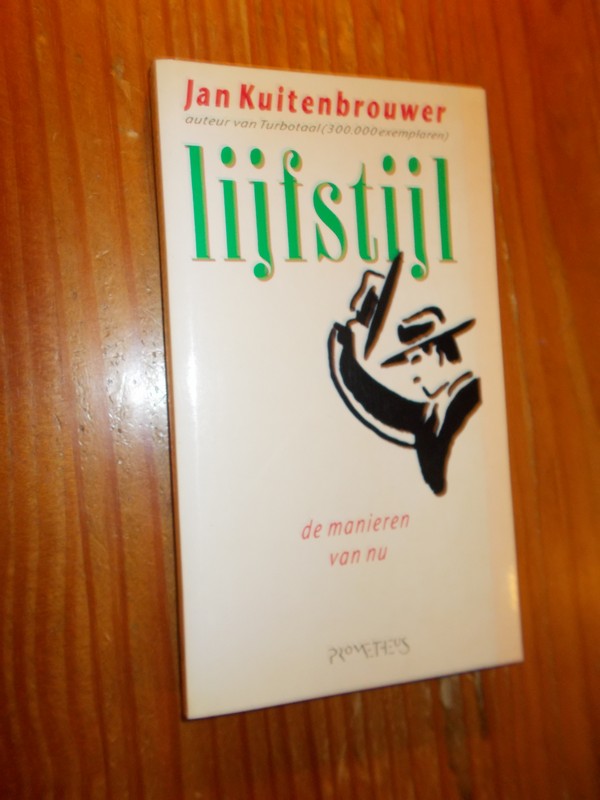 Jan Kuitenbrouwer
auteur van Turbotaal (300.000 exemplaren)
lijfstijl
de manieren
van nu
PROMETHEUS